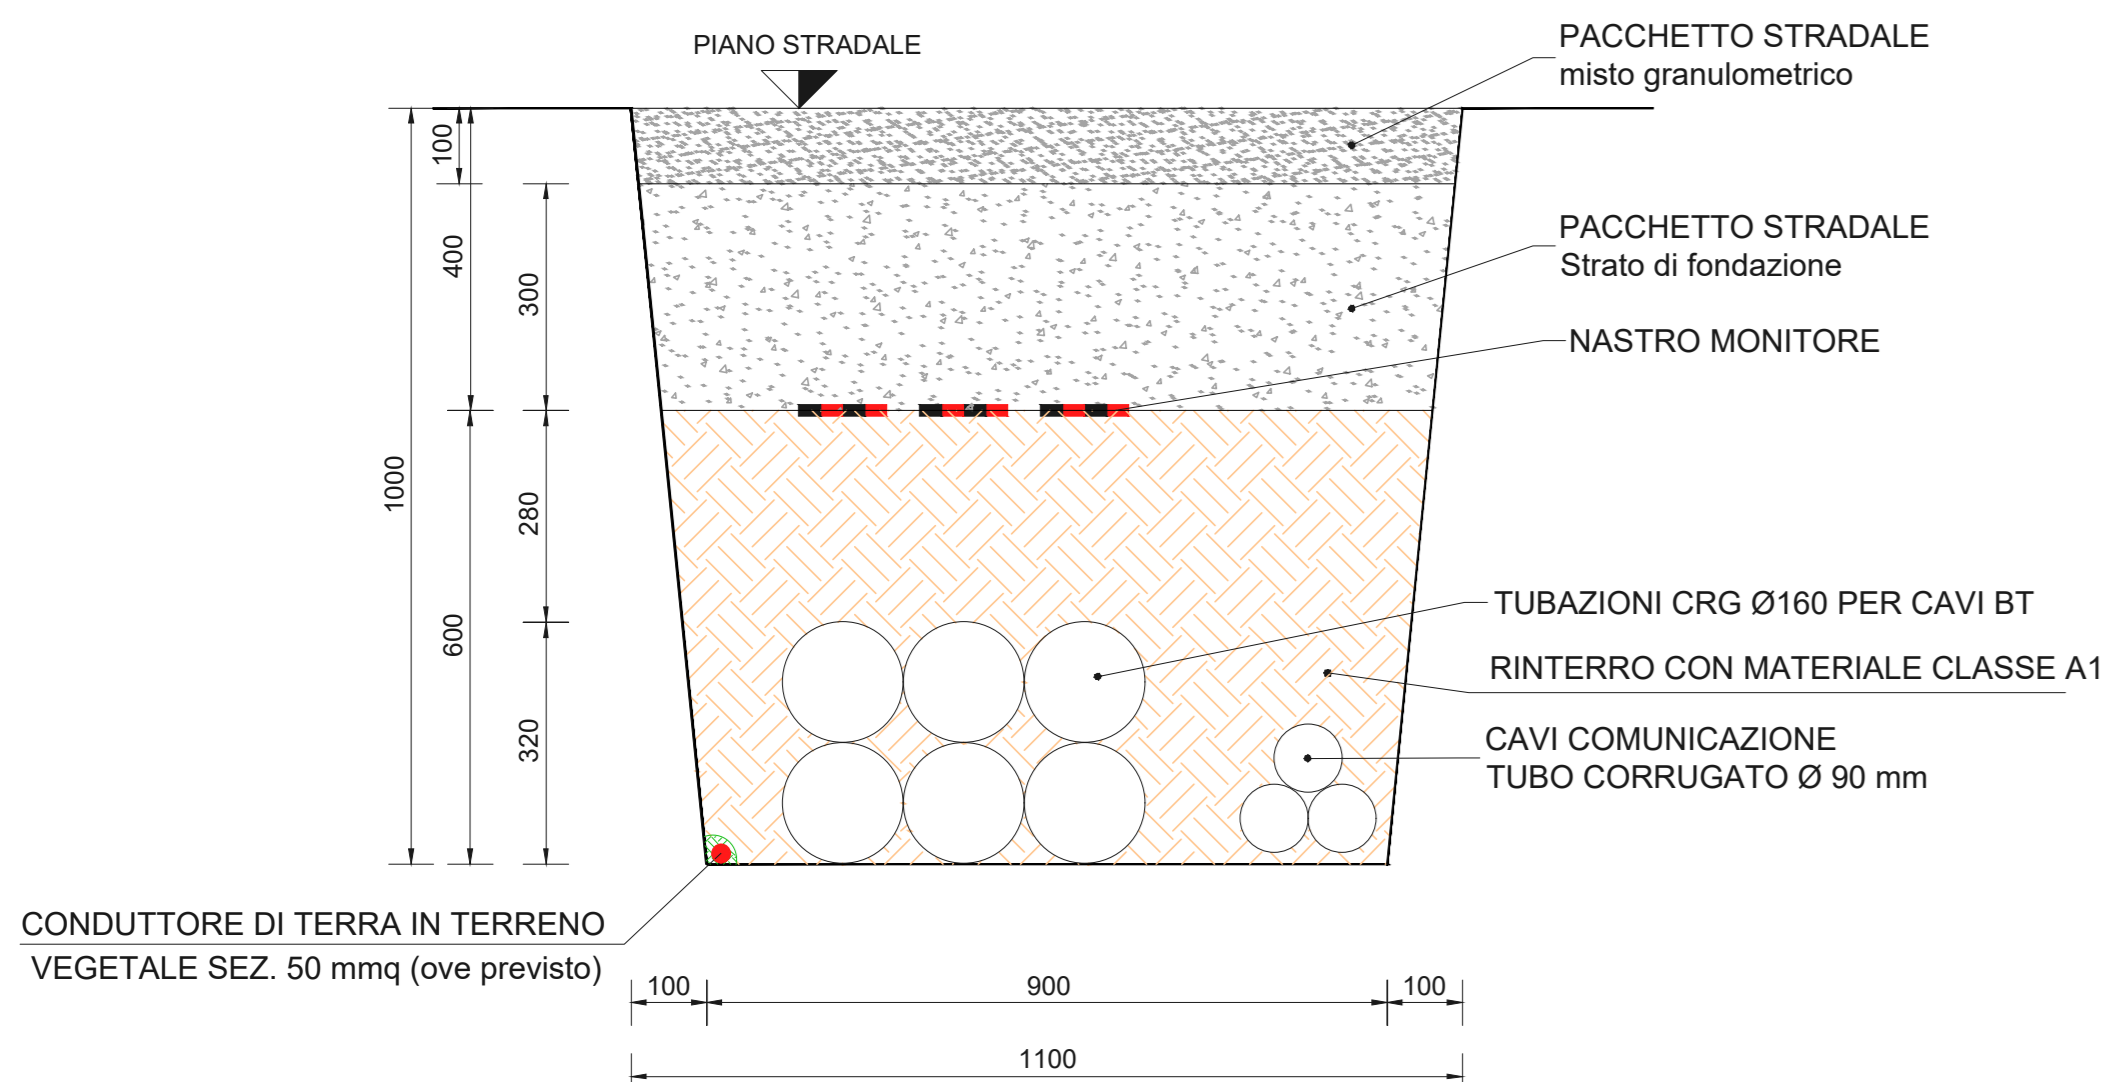 PIANO STRADALE
PACCHETTO STRADALE
misto granulometrico
100
400
300
PACCHETTO STRADALE
Strato di fondazione
NASTRO MONITORE
1000
280
600
320
TUBAZIONI CRG Ø160 PER CAVI BT
RINTERRO CON MATERIALE CLASSE A1
CAVI COMUNICAZIONE
TUBO CORRUGATO Ø 90 mm
CONDUTTORE DI TERRA IN TERRENO
VEGETALE SEZ. 50 mmq (ove previsto)
100
900
100
1100